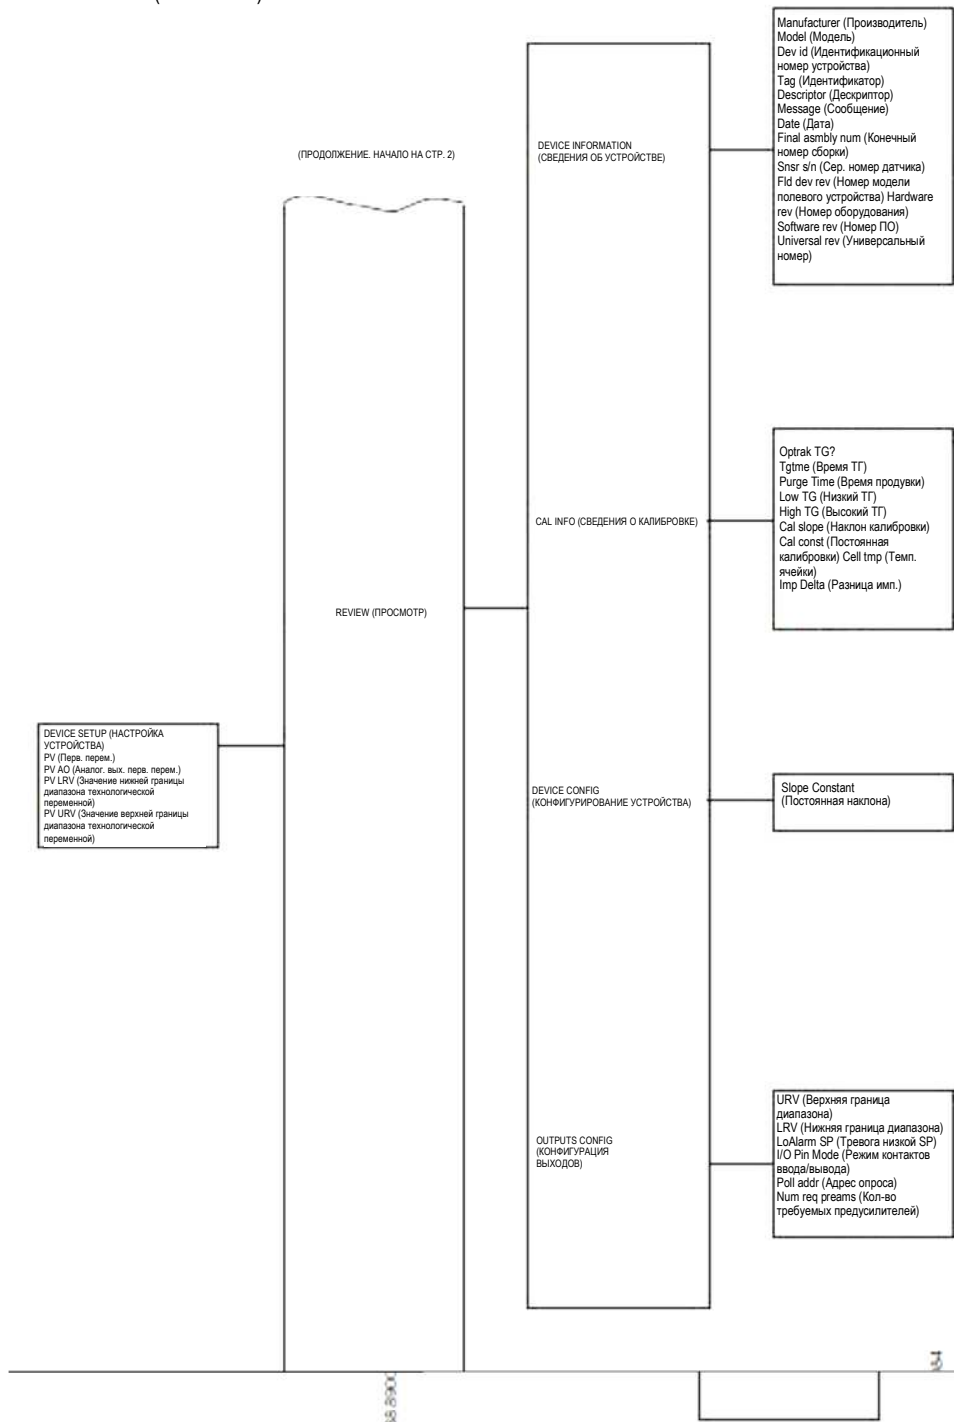 (ПРОДОЛЖЕНИЕ. НАЧАЛО НА СТР. 2)
DEVICE SETUP (НАСТРОЙКА
УСТРОЙСТВА)
PV (Перв. перем.)
PV AO (Аналог. вых. перв. перем.)
PV LRV (Значение нижней границы
диапазона технологической
переменной)
PV URV (Значение верхней границы
диапазона технологической
переменной)
REVIEW (ПРОСМОТР)
DEVICE INFORMATION
(СВЕДЕНИЯ ОБ УСТРОЙСТВЕ)
Manufacturer (Производитель)
Model (Модель)
Dev id (Идентификационный
номер устройства)
Tag (Идентификатор)
Descriptor (Дескриптор)
Message (Сообщение)
Date (Дата)
Final asmbly num (Конечный
номер сборки)
Snsr s/n (Сер. номер датчика)
Fld dev rev (Номер модели
полевого устройства) Hardware
rev (Номер оборудования)
Software rev (Номер ПО)
Universal rev (Универсальный
номер)
CAL INFO (СВЕДЕНИЯ О КАЛИБРОВКЕ)
Optrak TG?
Tgtme (Время ТГ)
Purge Time (Время продувки)
Low TG (Низкий ТГ)
High TG (Высокий ТГ)
Cal slope (Наклон калибровки)
Cal const (Постоянная
калибровки) Cell tmp (Темп.
ячейки)
Imp Delta (Разница имп.)
DEVICE CONFIG
(КОНФИГУРИРОВАНИЕ УСТРОЙСТВА)
Slope Constant
(Постоянная наклона)
OUTPUTS CONFIG
(КОНФИГУРАЦИЯ
ВЫХОДОВ)
URV (Верхняя граница
диапазона)
LRV (Нижняя граница диапазона)
LoAlarm SP (Тревога низкой SP)
I/O Pin Mode (Режим контактов
ввода/вывода)
Poll addr (Адрес опроса)
Num req preams (Кол-во
требуемых предусилителей)